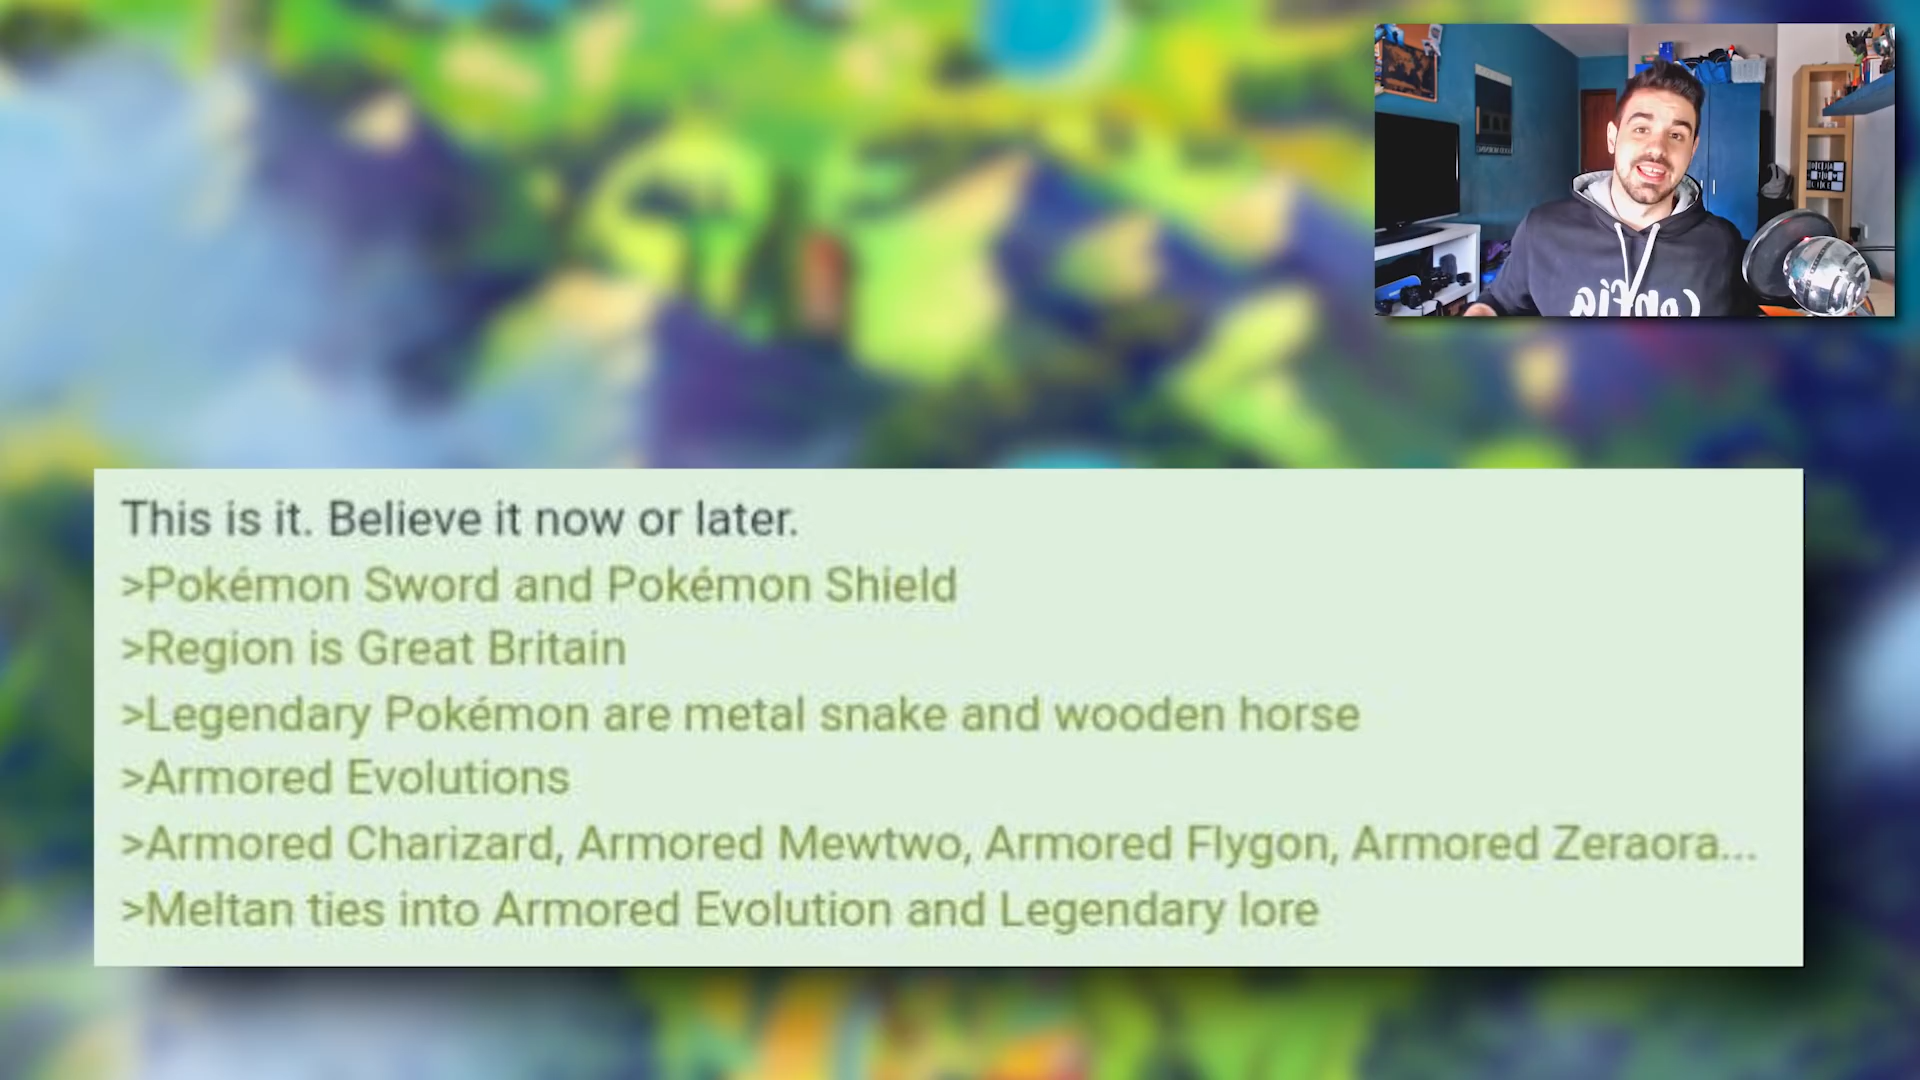 This is it. Believe it now or later.
>Pokémon Sword and Pokémon Shield
>Region is Great Britain
>Legendary Pokémon are metal snake and wooden horse
>Armored Evolutions
>Armored Charizard, Armored Mewtwo, Armored Flygon, Armored Zeraora...
>Meltan ties into Armored Evolution and Legendary lore
Confía